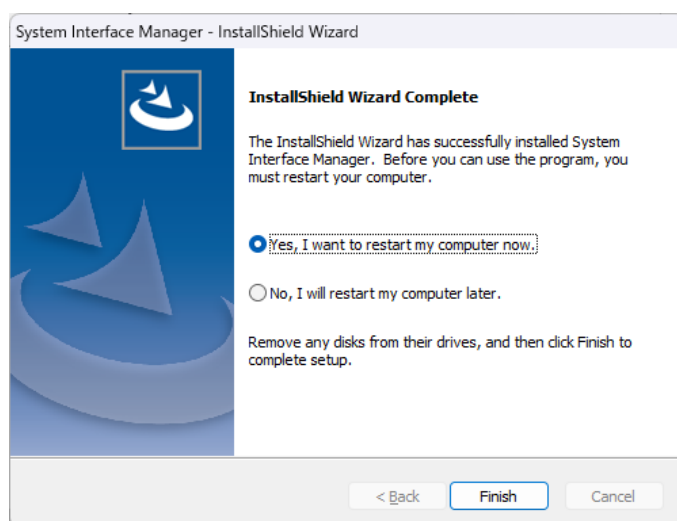 System Interface Manager - InstallShield Wizard
InstallShield Wizard Complete
The InstallShield Wizard has successfully installed System
Interface Manager. Before you can use the program, you
must restart your computer.
Yes, I want to restart my computer now.
No, I will restart my computer later.
Remove any disks from their drives, and then click Finish to
complete setup.
< Back Finish Cancel